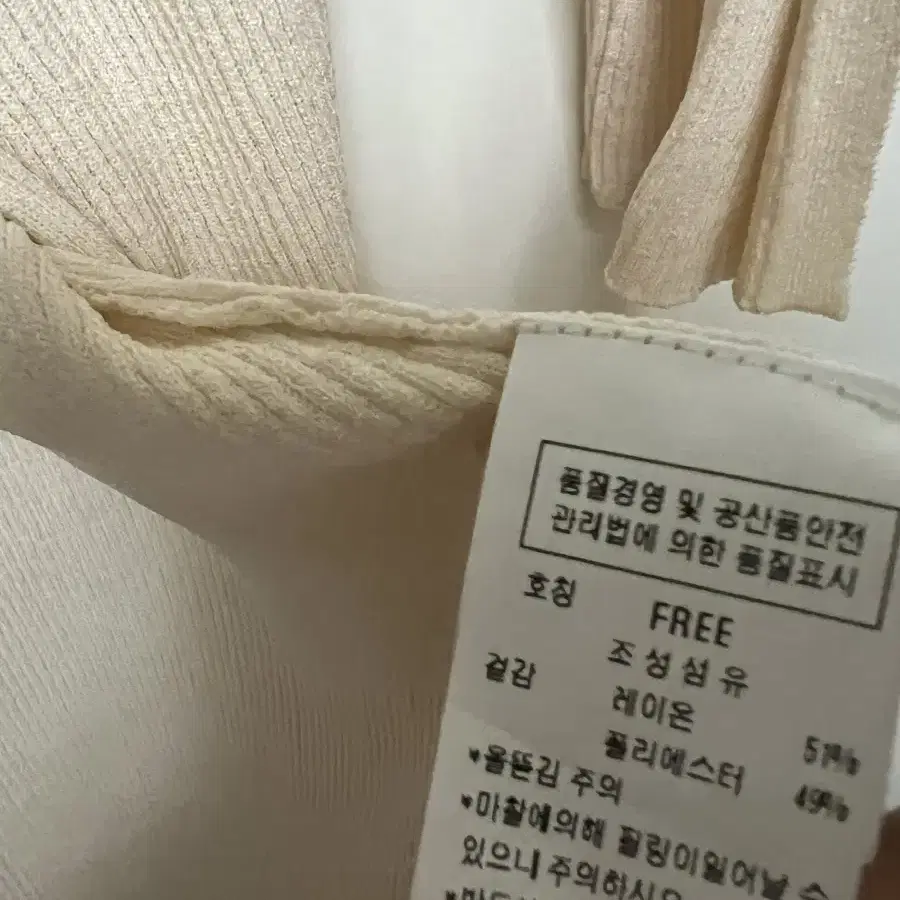 품질경영 및 공산품안전
관리법에 의한 품질표시
호칭 FREE
조성섬유
겉감 레이온 51%
폴리에스터 49%
*올뜯김 주의
*마찰에의해 필링이일어날 수
있으니 주의하십시오